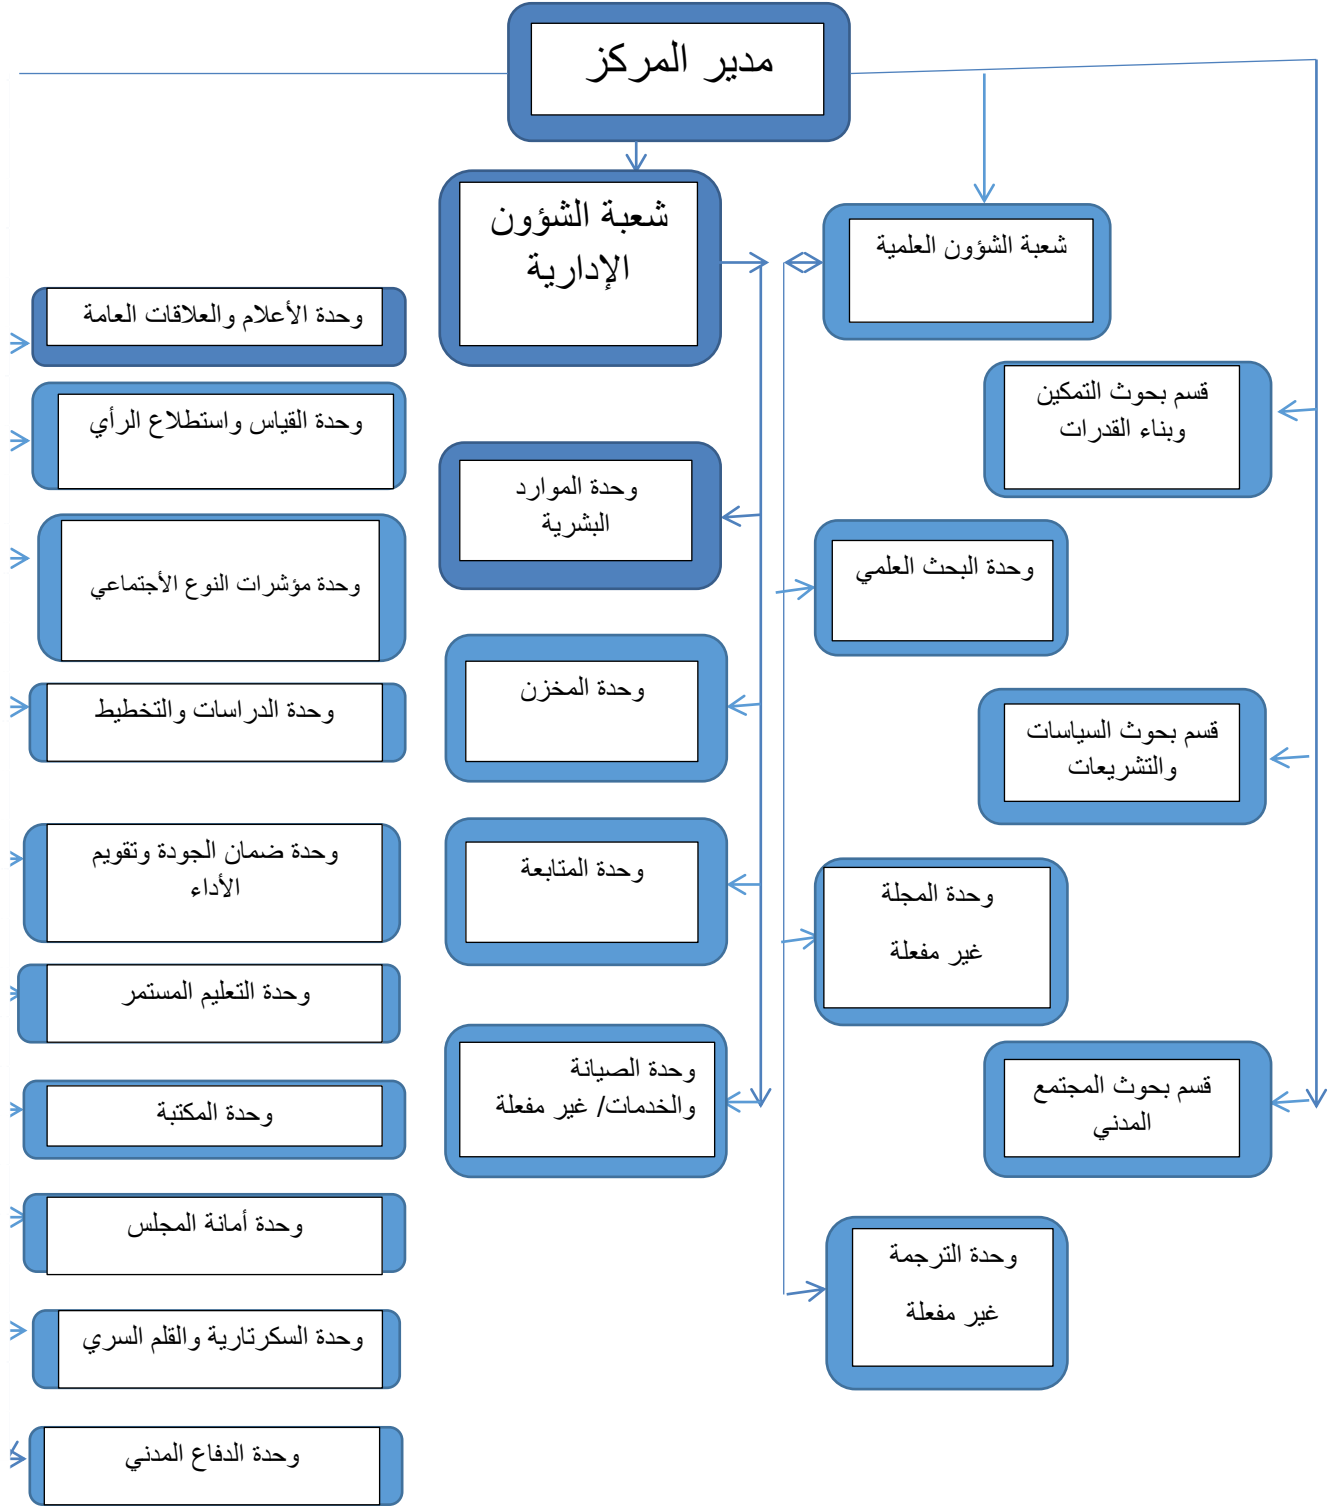 مدير المركز
شعبة الشؤون
الإدارية
شعبة الشؤون العلمية
قسم بحوث التمكين
وبناء القدرات
قسم بحوث السياسات
والتشريعات
قسم بحوث المجتمع
المدني
وحدة البحث العلمي
وحدة المجلة
غير مفعلة
وحدة الترجمة
غير مفعلة
وحدة الموارد
البشرية
وحدة المخزن
وحدة المتابعة
وحدة الصيانة
والخدمات/ غير مفعلة
وحدة الأعلام والعلاقات العامة
وحدة القياس واستطلاع الرأي
وحدة مؤشرات النوع الأجتماعي
وحدة الدراسات والتخطيط
وحدة ضمان الجودة وتقويم
الأداء
وحدة التعليم المستمر
وحدة المكتبة
وحدة أمانة المجلس
وحدة السكرتارية والقلم السري
وحدة الدفاع المدني